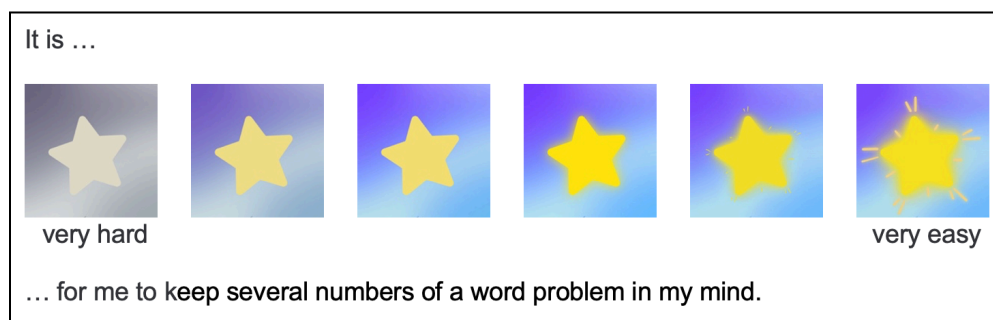 It is …
very hard
very easy
… for me to keep several numbers of a word problem in my mind.